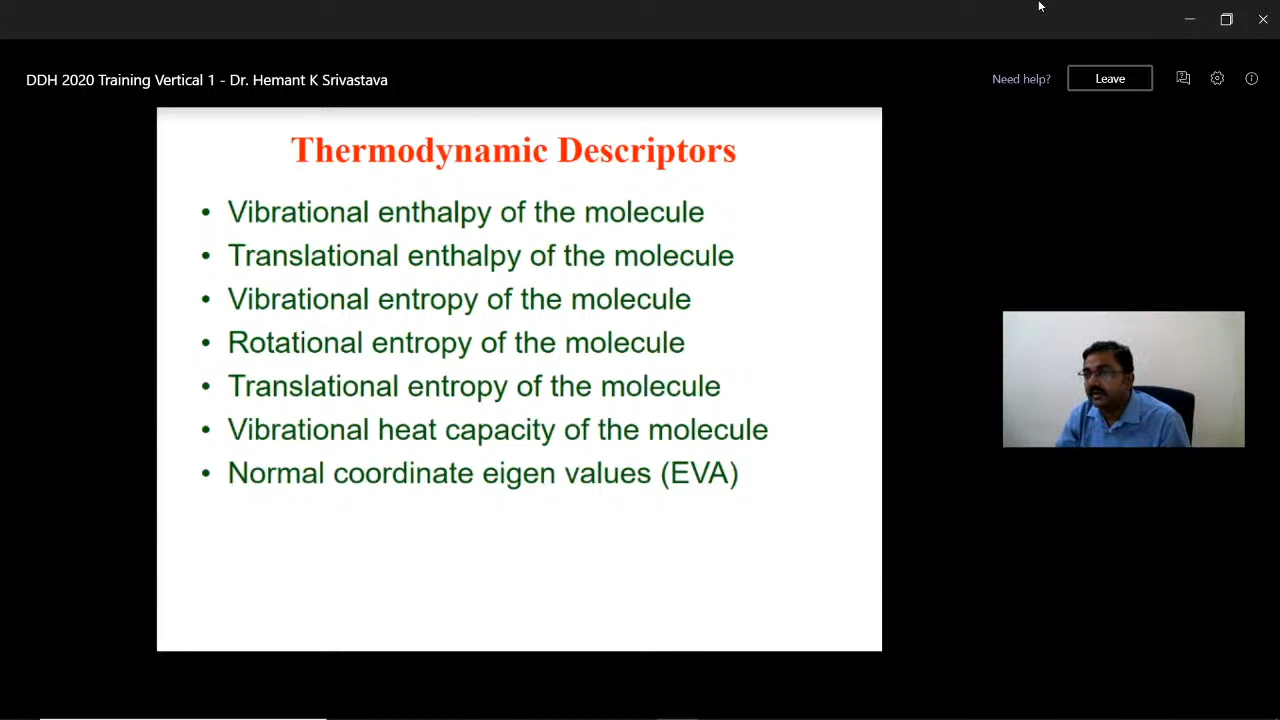 DDH 2020 Training Vertical 1 - Dr. Hemant K Srivastava
Need help?
Leave
Thermodynamic Descriptors
• Vibrational enthalpy of the molecule
• Translational enthalpy of the molecule
• Vibrational entropy of the molecule
• Rotational entropy of the molecule
• Translational entropy of the molecule
• Vibrational heat capacity of the molecule
• Normal coordinate eigen values (EVA)